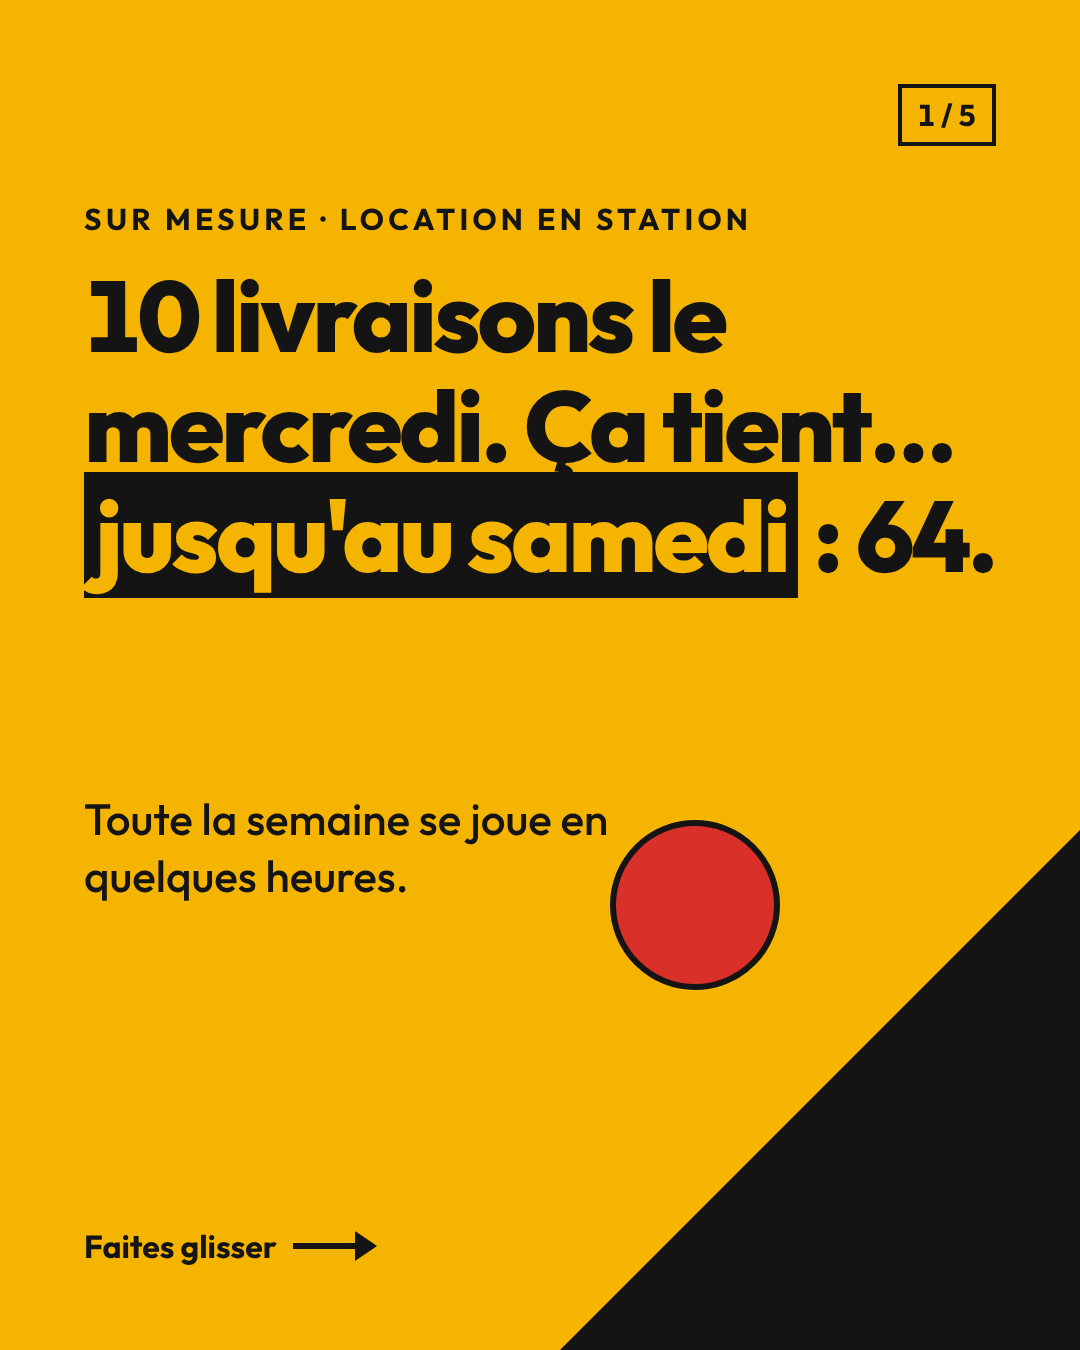 1/5
SUR MESURE · LOCATION EN STATION
10 livraisons le
mercredi. Ça tient...
jusqu'au samedi : 64.
Toute la semaine se joue en
quelques heures.
Faites glisser